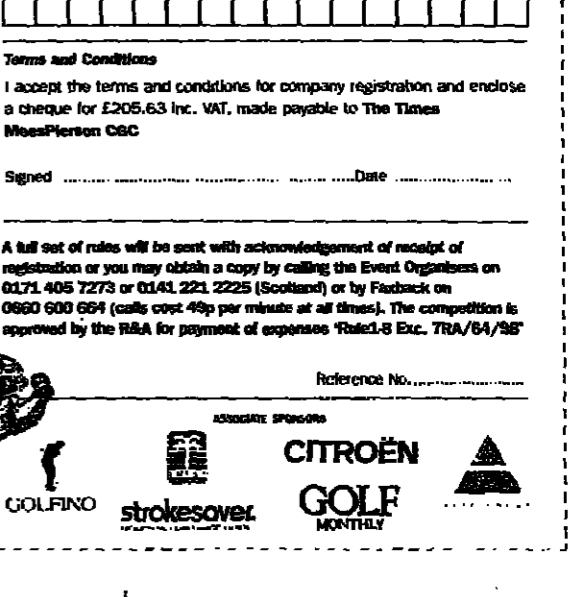 Terms and Conditions
I accept the terms and conditions for company registration and enclose
a cheque for £205.63 inc. VAT, made payable to The Times
MeesPierson CGC
Signed .................................................Date ......................
A full set of rules will be sent with acknowledgement of receipt of
registration or you may obtain a copy by calling the Event Organisers on
0171 405 7273 or 0141 221 2225 (Scotland) or by Faxback on
0660 600 664 (calls cost 49p per minute at all times). The competition is
approved by the R&A for payment of expenses 'Rule1-8 Exc. 7RA/64/98'
Reference No.......................
ASSOCIATE SPONSORS
GOLFINO
strokesaver.
CITROËN
GOLF
MONTHLY